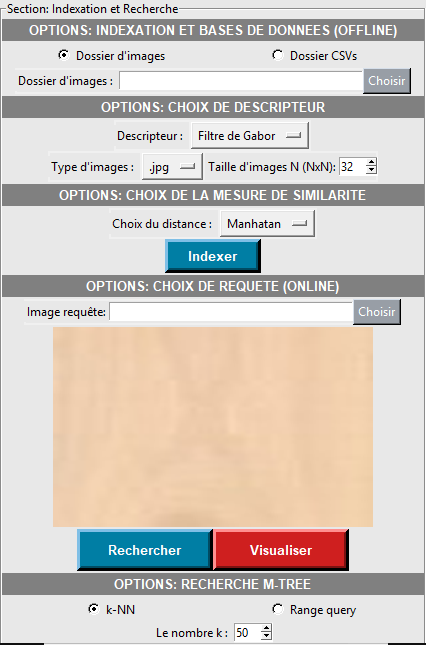 Section: Indexation et Recherche
OPTIONS: INDEXATION ET BASES DE DONNEES (OFFLINE)
Dossier d'images Dossier CSVs
Dossier d'images : Choisir
OPTIONS: CHOIX DE DESCRIPTEUR
Descripteur : Filtre de Gabor
Type d'images : .jpg Taille d'images N (NxN): 32
OPTIONS: CHOIX DE LA MESURE DE SIMILARITE
Choix du distance : Manhatan
Indexer
OPTIONS: CHOIX DE REQUETE (ONLINE)
Image requête: Choisir
Rechercher Visualiser
OPTIONS: RECHERCHE M-TREE
k-NN Range query
Le nombre k : 50